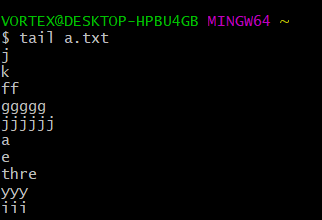 VORTEX@DESKTOP-HPBU4GB MINGW64 ~
$ tail a.txt
j
k
ff
ggggg
jjjjjj
a
e
thre
yyy
iii